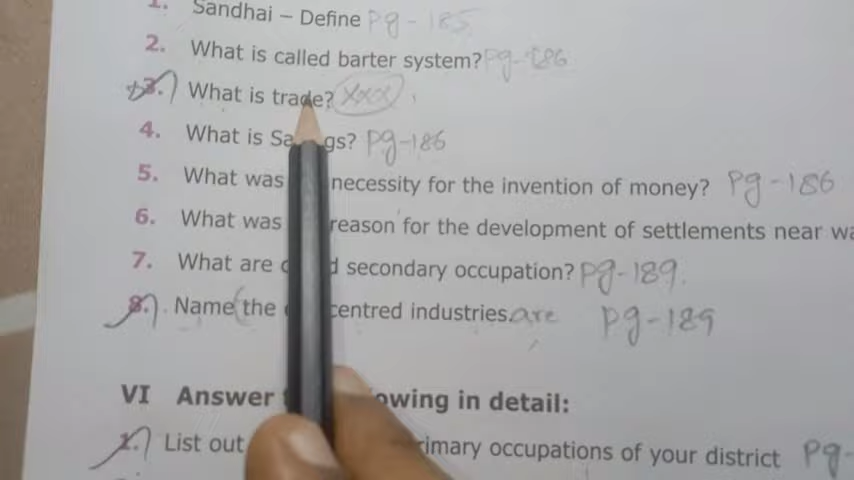 1. Sandhai – Define pg - 185
2. What is called barter system? pg-186
3. What is trade? xxx
4. What is Sa gs? pg-186
5. What was necessity for the invention of money? pg - 186
6. What was reason for the development of settlements near wa
7. What are d secondary occupation? pg-189.
8. Name (the centred industries. are pg-189
VI Answer owing in detail:
1. List out rimary occupations of your district pg-